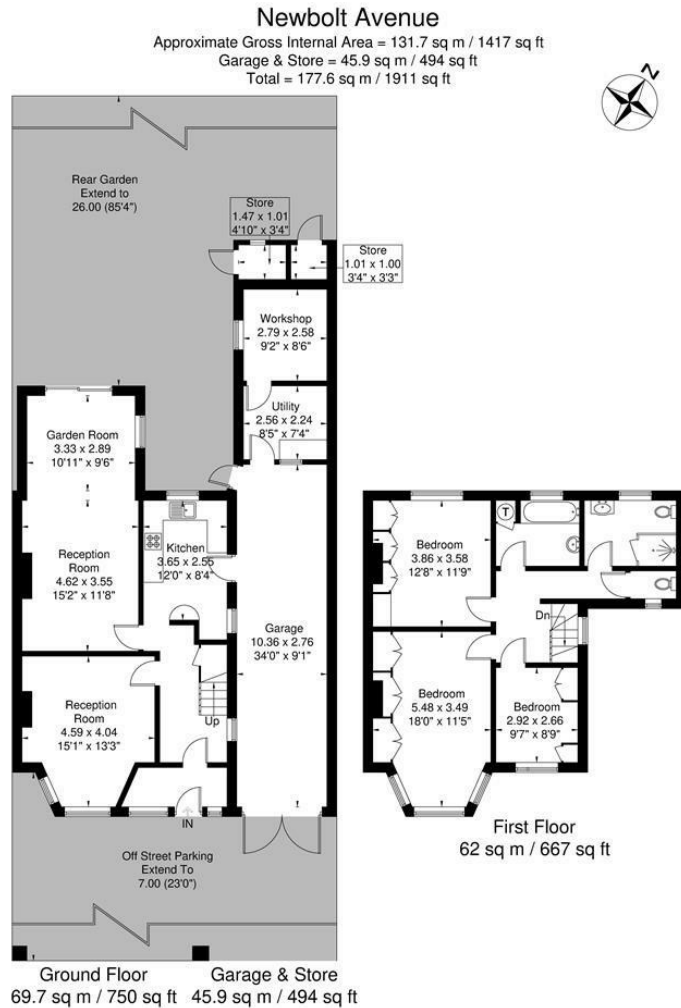 Newbolt Avenue
Approximate Gross Internal Area = 131.7 sq m / 1417 sq ft
Garage & Store = 45.9 sq m / 494 sq ft
Total = 177.6 sq m / 1911 sq ft
N
Rear Garden
Extend to
26.00 (85'4")
Store
1.47 x 1.01
4'10" x 3'4"
Store
1.01 x 1.00
3'4" x 3'3"
Workshop
2.79 x 2.58
9'2" x 8'6"
Utility
2.56 x 2.24
8'5" x 7'4"
Garden Room
3.33 x 2.89
10'11" x 9'6"
Reception
Room
4.62 x 3.55
15'2" x 11'8"
Kitchen
3.65 x 2.55
12'0" x 8'4"
Garage
10.36 x 2.76
34'0" x 9'1"
Reception
Room
4.59 x 4.04
15'1" x 13'3"
Up
IN
Off Street Parking
Extend To
7.00 (23'0")
Ground Floor
69.7 sq m / 750 sq ft
Garage & Store
45.9 sq m / 494 sq ft
T
Bedroom
3.86 x 3.58
12'8" x 11'9"
Dn
Bedroom
5.48 x 3.49
18'0" x 11'5"
Bedroom
2.92 x 2.66
9'7" x 8'9"
First Floor
62 sq m / 667 sq ft